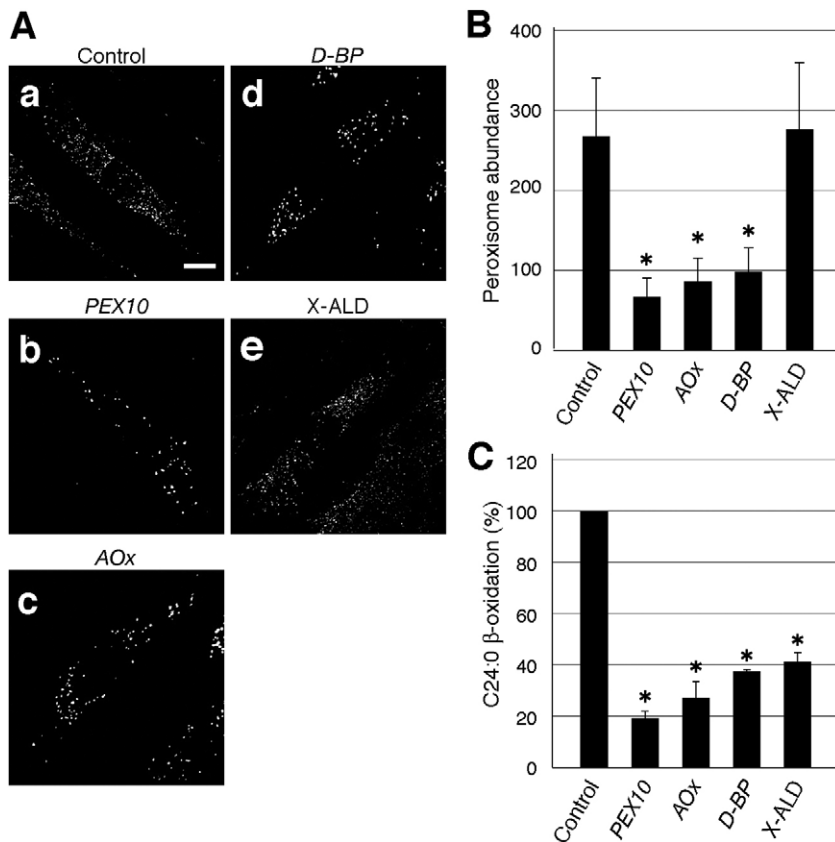 A
Control
a
D-BP
d
PEX10
b
X-ALD
e
AOx
c
B
Peroxisome abundance
400
300
200
100
0
*
*
*
Control
PEX10
AOx
D-BP
X-ALD
C
C24:0 β-oxidation (%)
120
100
80
60
40
20
0
*
*
*
*
Control
PEX10
AOx
D-BP
X-ALD